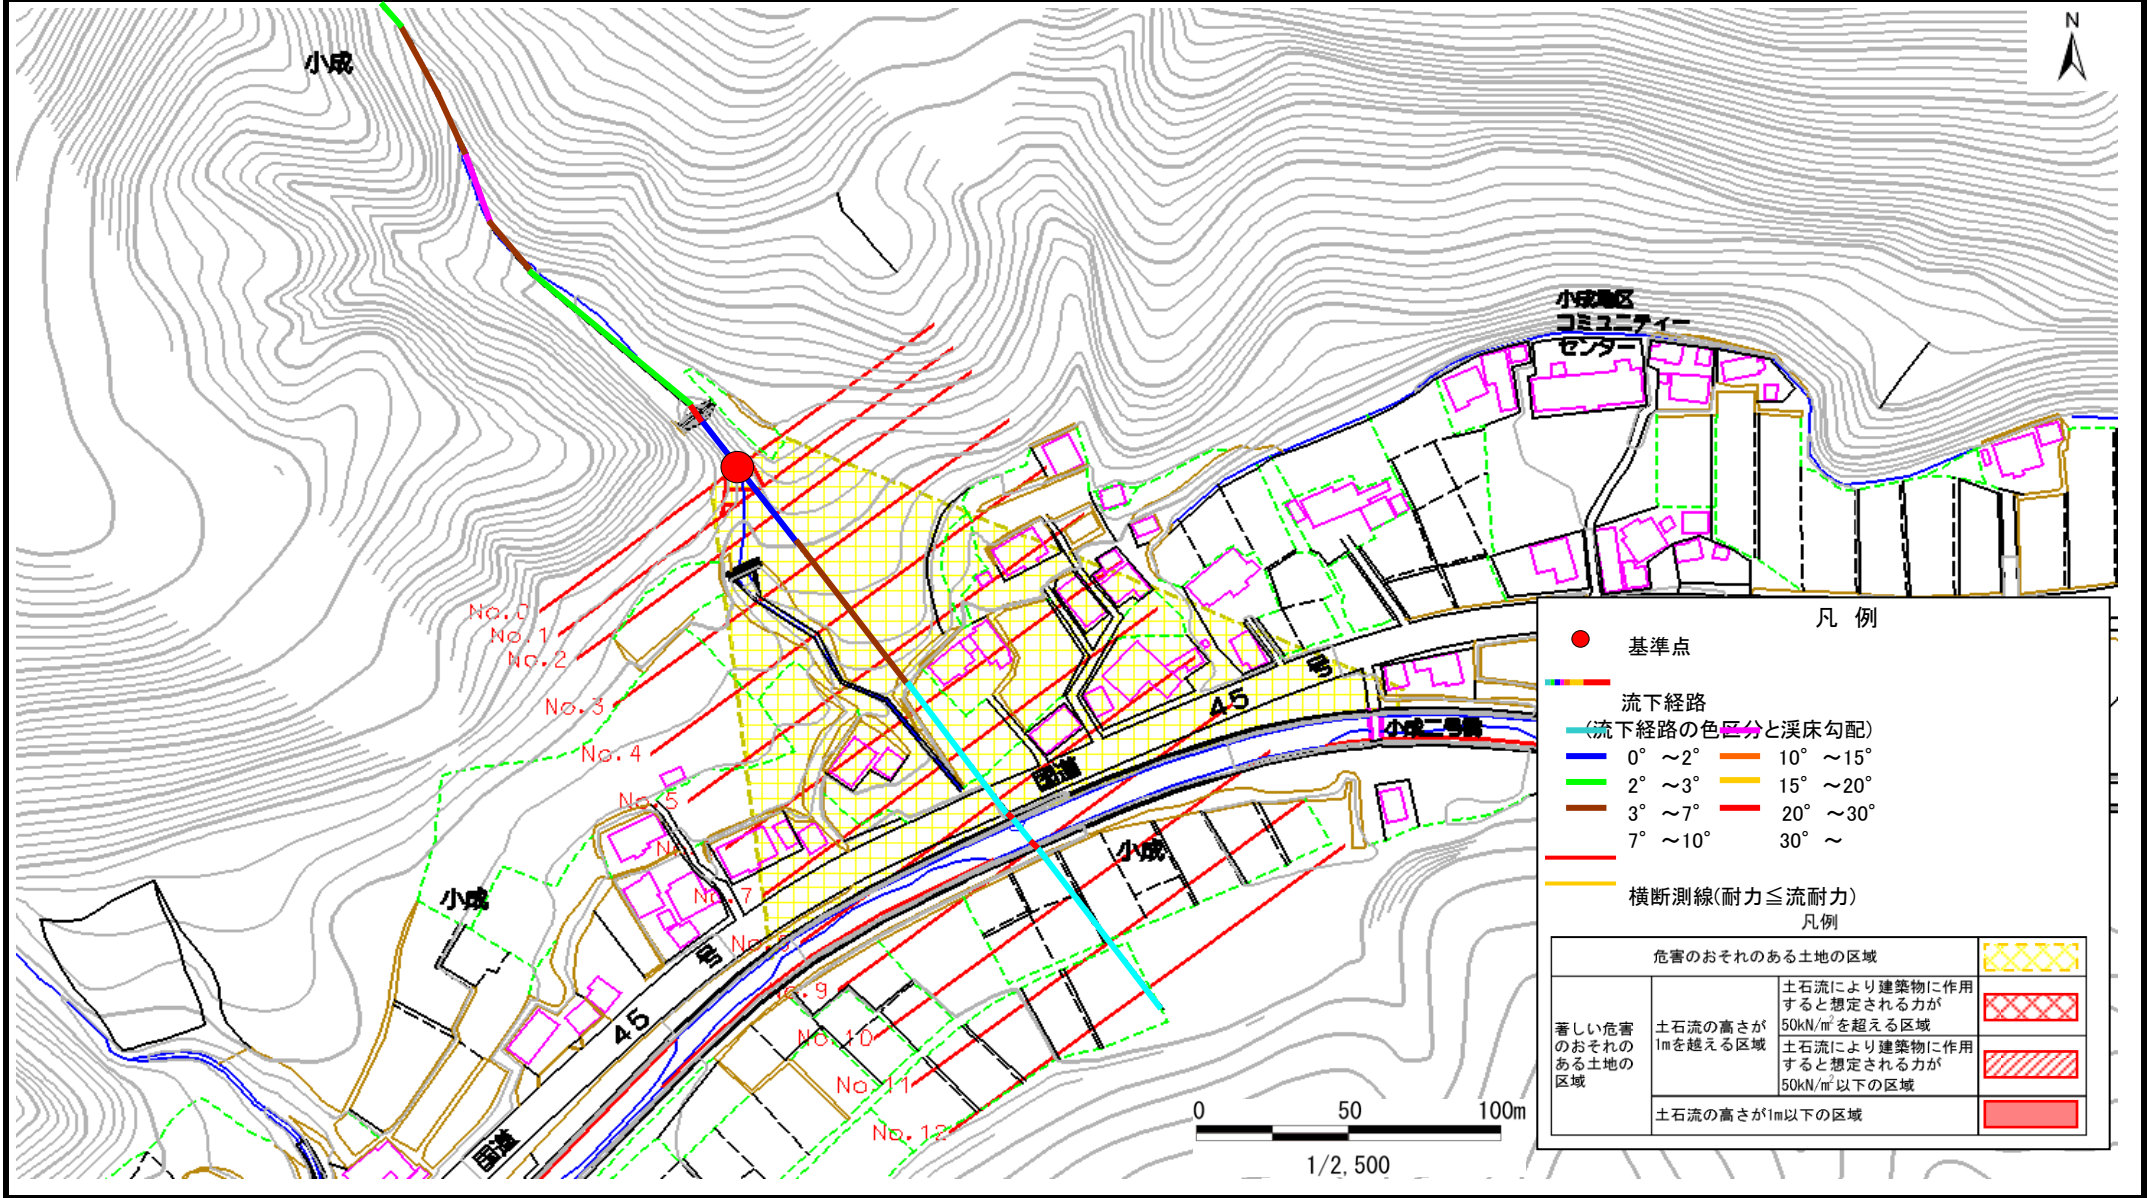 N
小成
小成地区
コミュニティー
センター
No.0
No.1
No.2
No.3
No.4
No.5
No.7
No.9
No.10
No.11
No.12
号
45
小成二号橋
国道
小成
小成
号
45
国道
0 50 100m
1/2,500
凡 例
基準点
流下経路
(流下経路の色区分と渓床勾配)
0° ～2° 10° ～15°
2° ～3° 15° ～20°
3° ～7° 20° ～30°
7° ～10° 30° ～
横断測線(耐力≦流耐力)
凡例
危害のおそれのある土地の区域
著しい危害
のおそれの
ある土地の
区域
土石流の高さが
1mを越える区域
土石流により建築物に作用
すると想定される力が
50kN/㎡を超える区域
土石流により建築物に作用
すると想定される力が
50kN/㎡以下の区域
土石流の高さが1m以下の区域